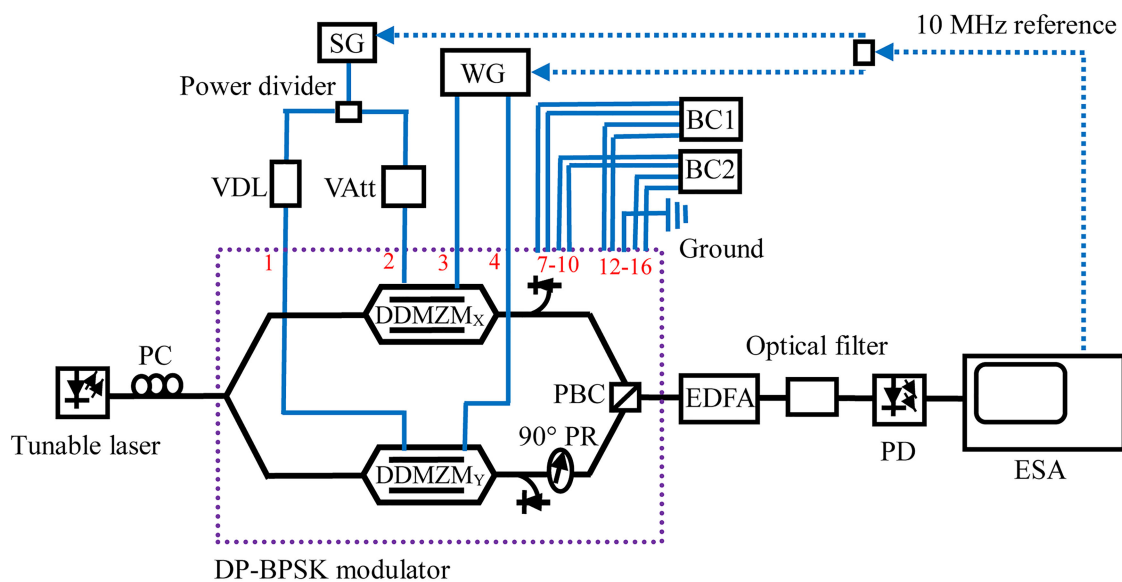 10 MHz reference
SG
WG
Power divider
BC1
BC2
VDL
VAtt
Ground
1
2
3
4
7-10
12-16
DDMZMX
PC
Optical filter
PBC
EDFA
90° PR
Tunable laser
PD
ESA
DDMZMY
DP-BPSK modulator